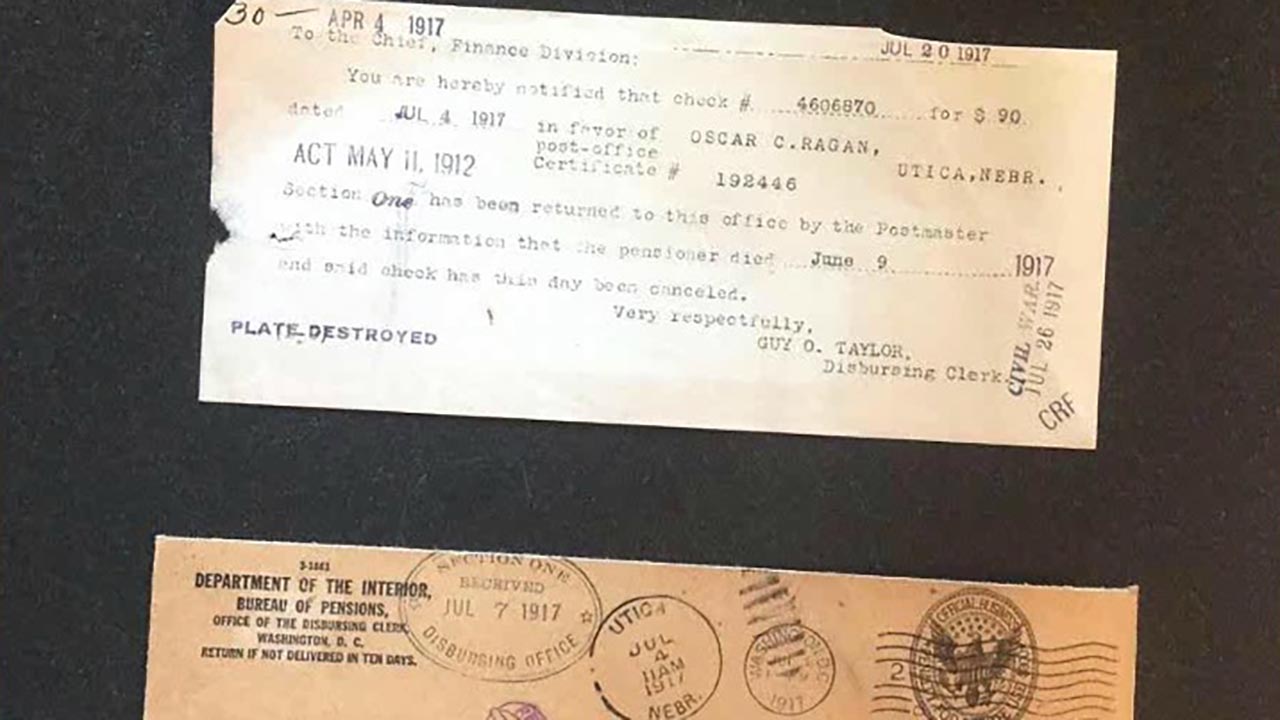 30— APR 4 1917
JUL 20 1917
To the Chief, Finance Division:
You are hereby notified that check # 4606870 for $ 90.
dated JUL 4 1917 in favor of OSCAR C.RAGAN,
post-office UTICA,NEBR.,
ACT MAY 11, 1912 Certificate # 192446
Section One has been returned to this office by the Postmaster
with the information that the pensioner died June 9 1917
and said check has this day been canceled.
Very respectfully,
PLATE DESTROYED
GUY O. TAYLOR,
Disbursing Clerk.
CIVIL WAR
JUL 26 1917
CRF
3-1661
DEPARTMENT OF THE INTERIOR,
BUREAU OF PENSIONS,
OFFICE OF THE DISBURSING CLERK,
WASHINGTON, D. C.
RETURN IF NOT DELIVERED IN TEN DAYS.
SECTION ONE
RECEIVED
JUL 7 1917
DISBURSING OFFICE
UTICA
JUL
4
11AM
1917
NEBR.
WASHINGTON, D.C.
1917
2
OFFICIAL BUSINESS